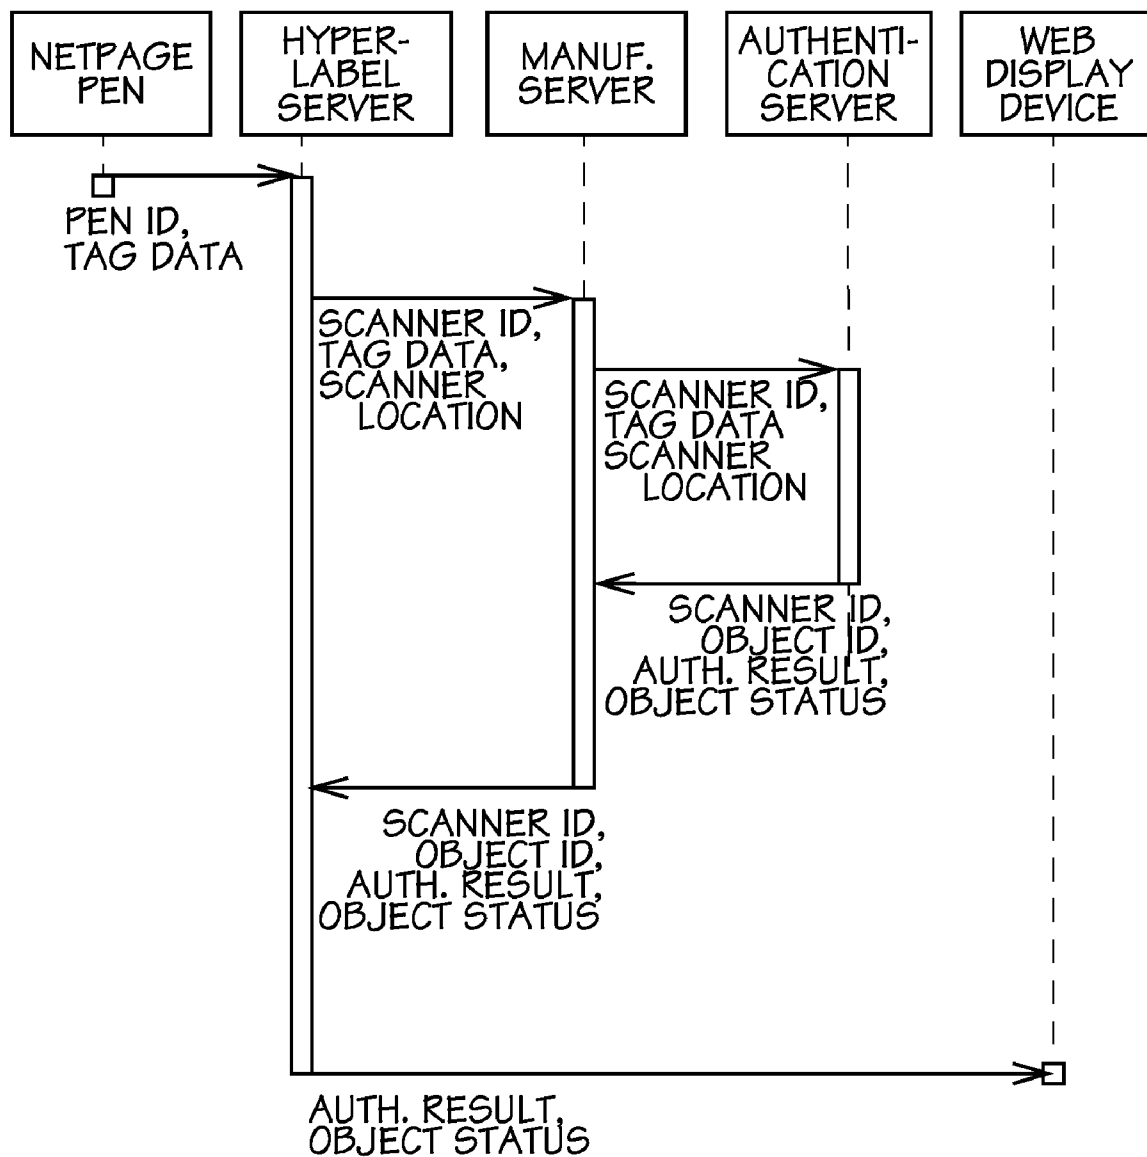 NETPAGE
PEN
HYPER-
LABEL
SERVER
MANUF.
SERVER
AUTHENTI-
CATION
SERVER
WEB
DISPLAY
DEVICE
PEN ID,
TAG DATA
SCANNER ID,
TAG DATA,
SCANNER
LOCATION
SCANNER ID,
TAG DATA
SCANNER
LOCATION
SCANNER ID,
OBJECT ID,
AUTH. RESULT,
OBJECT STATUS
SCANNER ID,
OBJECT ID,
AUTH. RESULT,
OBJECT STATUS
AUTH. RESULT,
OBJECT STATUS